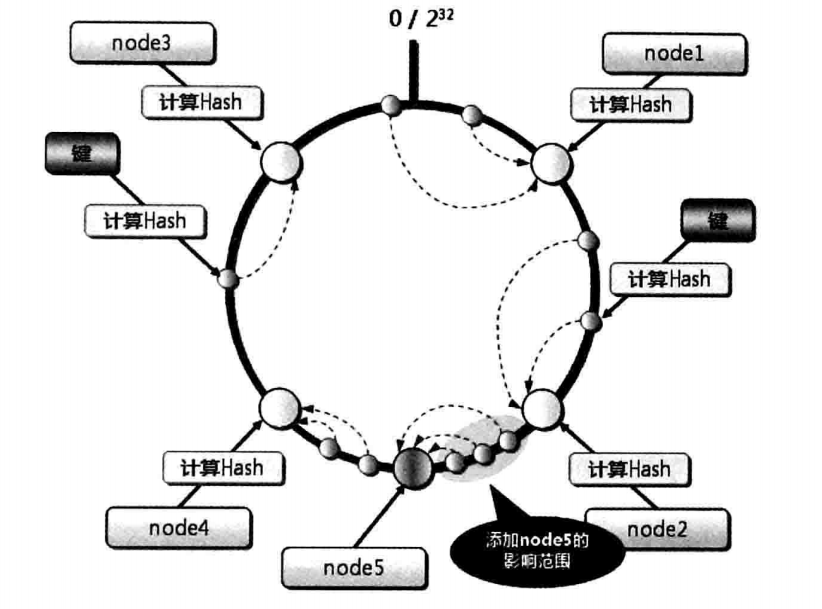 0 / 2³²
node3
node1
计算Hash
计算Hash
键
计算Hash
键
计算Hash
计算Hash
计算Hash
node4
node2
添加node5的
影响范围
node5